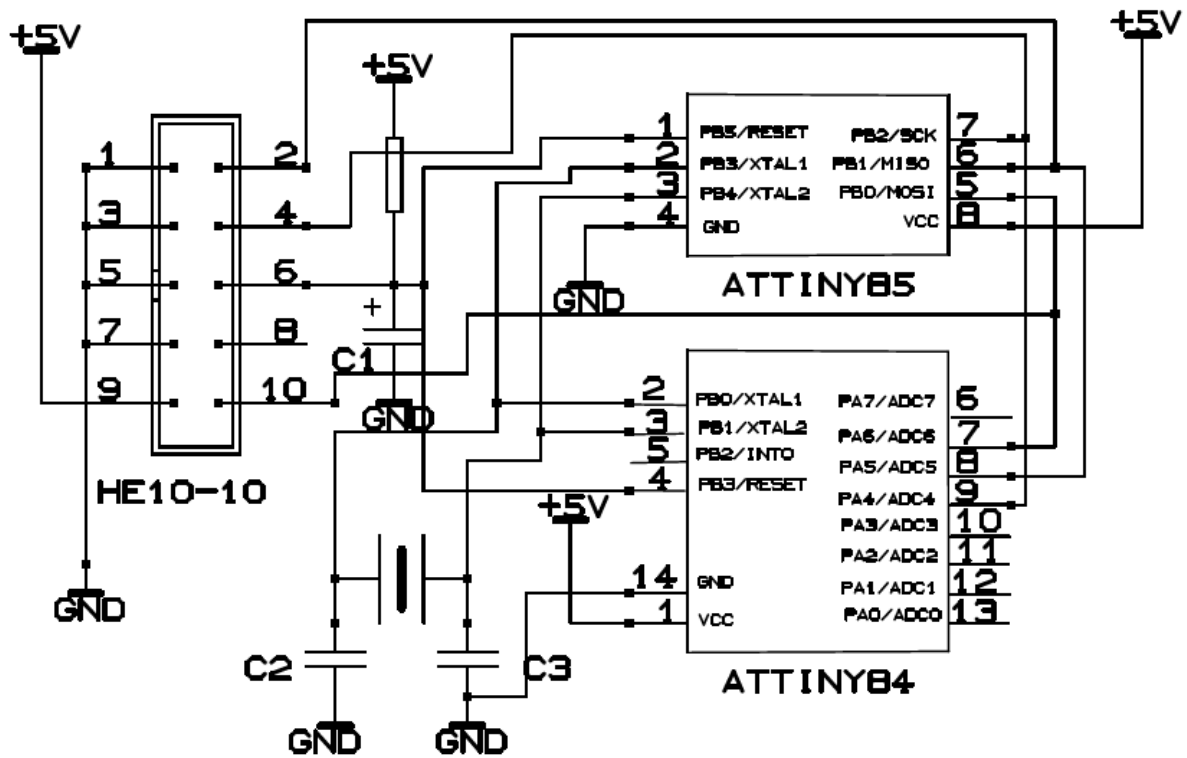 +5V
1 2
3 4
5 6
7 8
9 10
HE10-10
GND
+5V
+
C1
GND
1 PB5/RESET PB2/SCK 7
2 PB3/XTAL1 PB1/MISO 6
3 PB4/XTAL2 PB0/MOSI 5
4 GND VCC 8
ATTINY85
GND
+5V
2 PB0/XTAL1 PA7/ADC7 6
3 PB1/XTAL2 PA6/ADC6 7
5 PB2/INT0 PA5/ADC5 8
4 PB3/RESET PA4/ADC4 9
PA3/ADC3 10
PA2/ADC2 11
14 GND PA1/ADC1 12
1 VCC PA0/ADC0 13
ATTINY84
+5V
C2
C3
GND
GND